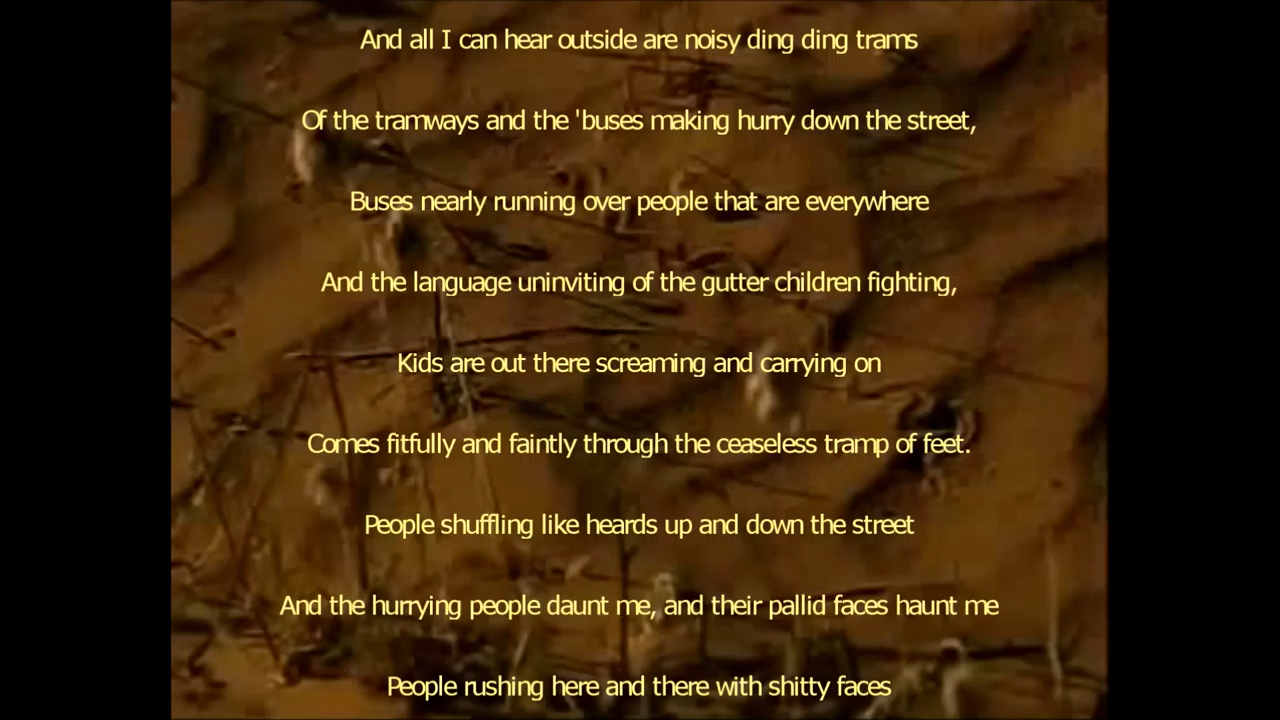 And all I can hear outside are noisy ding ding trams
Of the tramways and the 'buses making hurry down the street,
Buses nearly running over people that are everywhere
And the language uninviting of the gutter children fighting,
Kids are out there screaming and carrying on
Comes fitfully and faintly through the ceaseless tramp of feet.
People shuffling like heards up and down the street
And the hurrying people daunt me, and their pallid faces haunt me
People rushing here and there with shitty faces